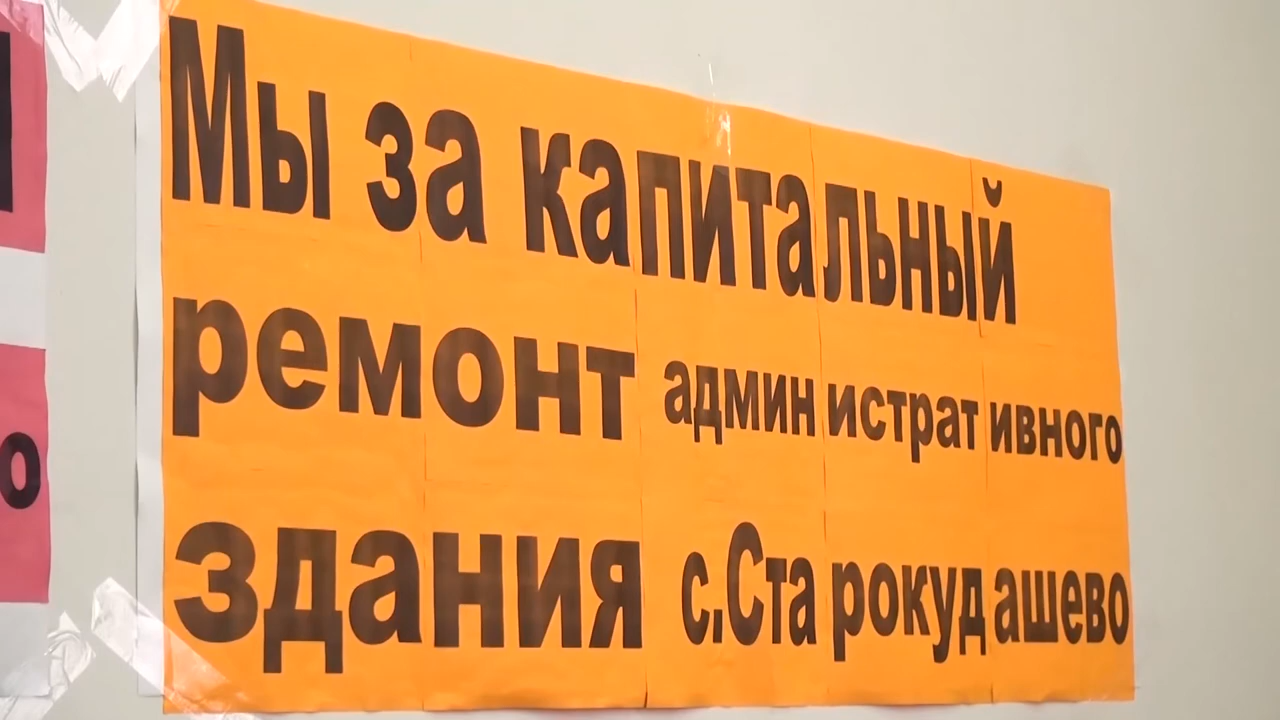 Мы за капитальный
ремонт административного
здания с.Старокудашево
о